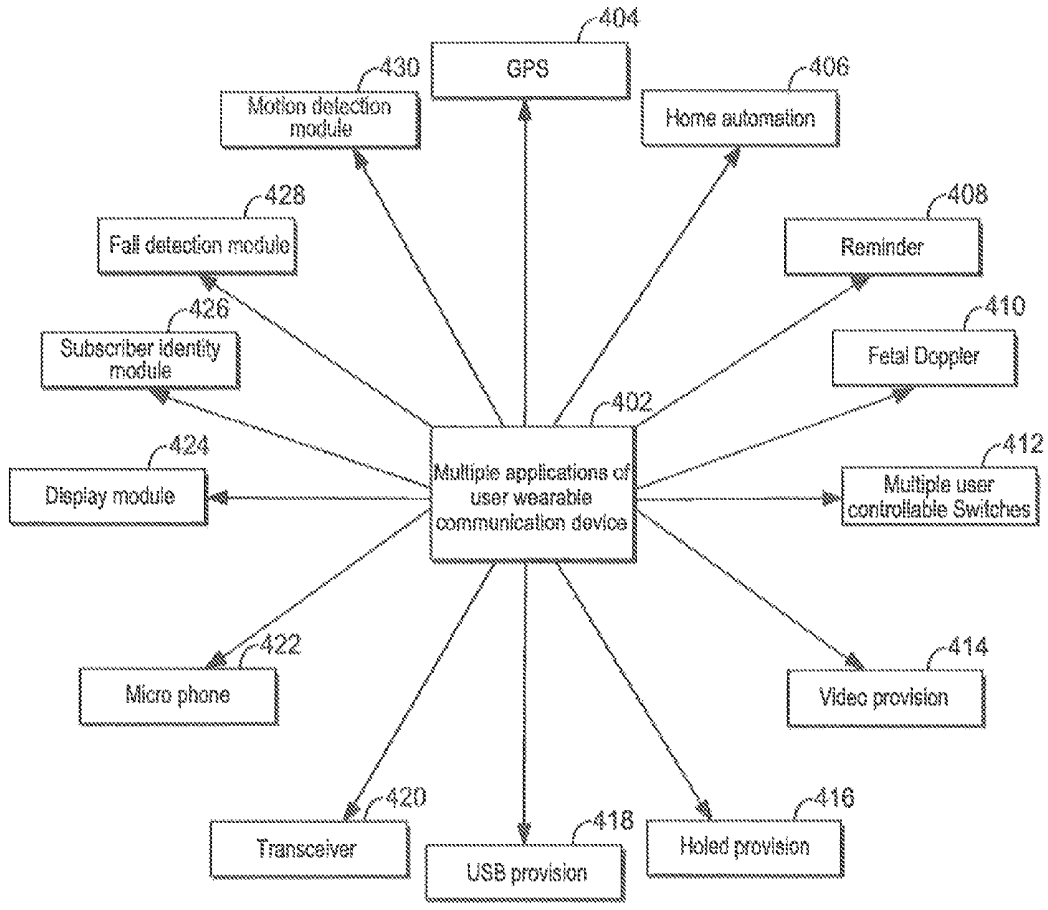 404
GPS
430
Motion detection
module
406
Home automation
428
Fall detection module
408
Reminder
426
Subscriber identity
module
410
Fetal Doppler
402
Multiple applications of
user wearable
communication device
424
Display module
412
Multiple user
controllable Switches
422
Micro phone
414
Video provision
420
Transceiver
418
USB provision
416
Holed provision